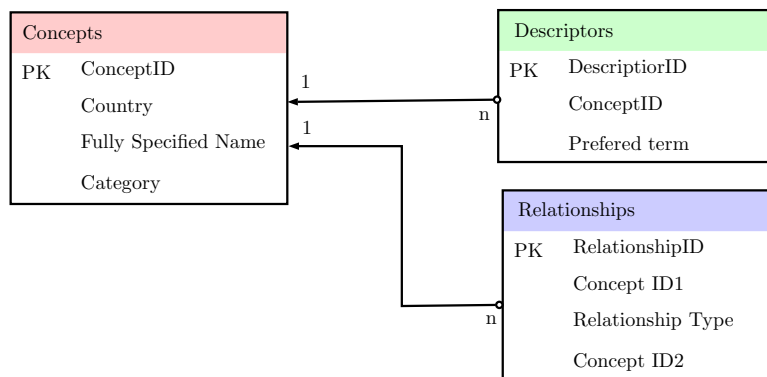 Concepts
PK ConceptID
Country
Fully Specified Name
Category
1
1
Descriptors
PK DescriptiorID
ConceptID
Prefered term
n
Relationships
PK RelationshipID
Concept ID1
Relationship Type
Concept ID2
n